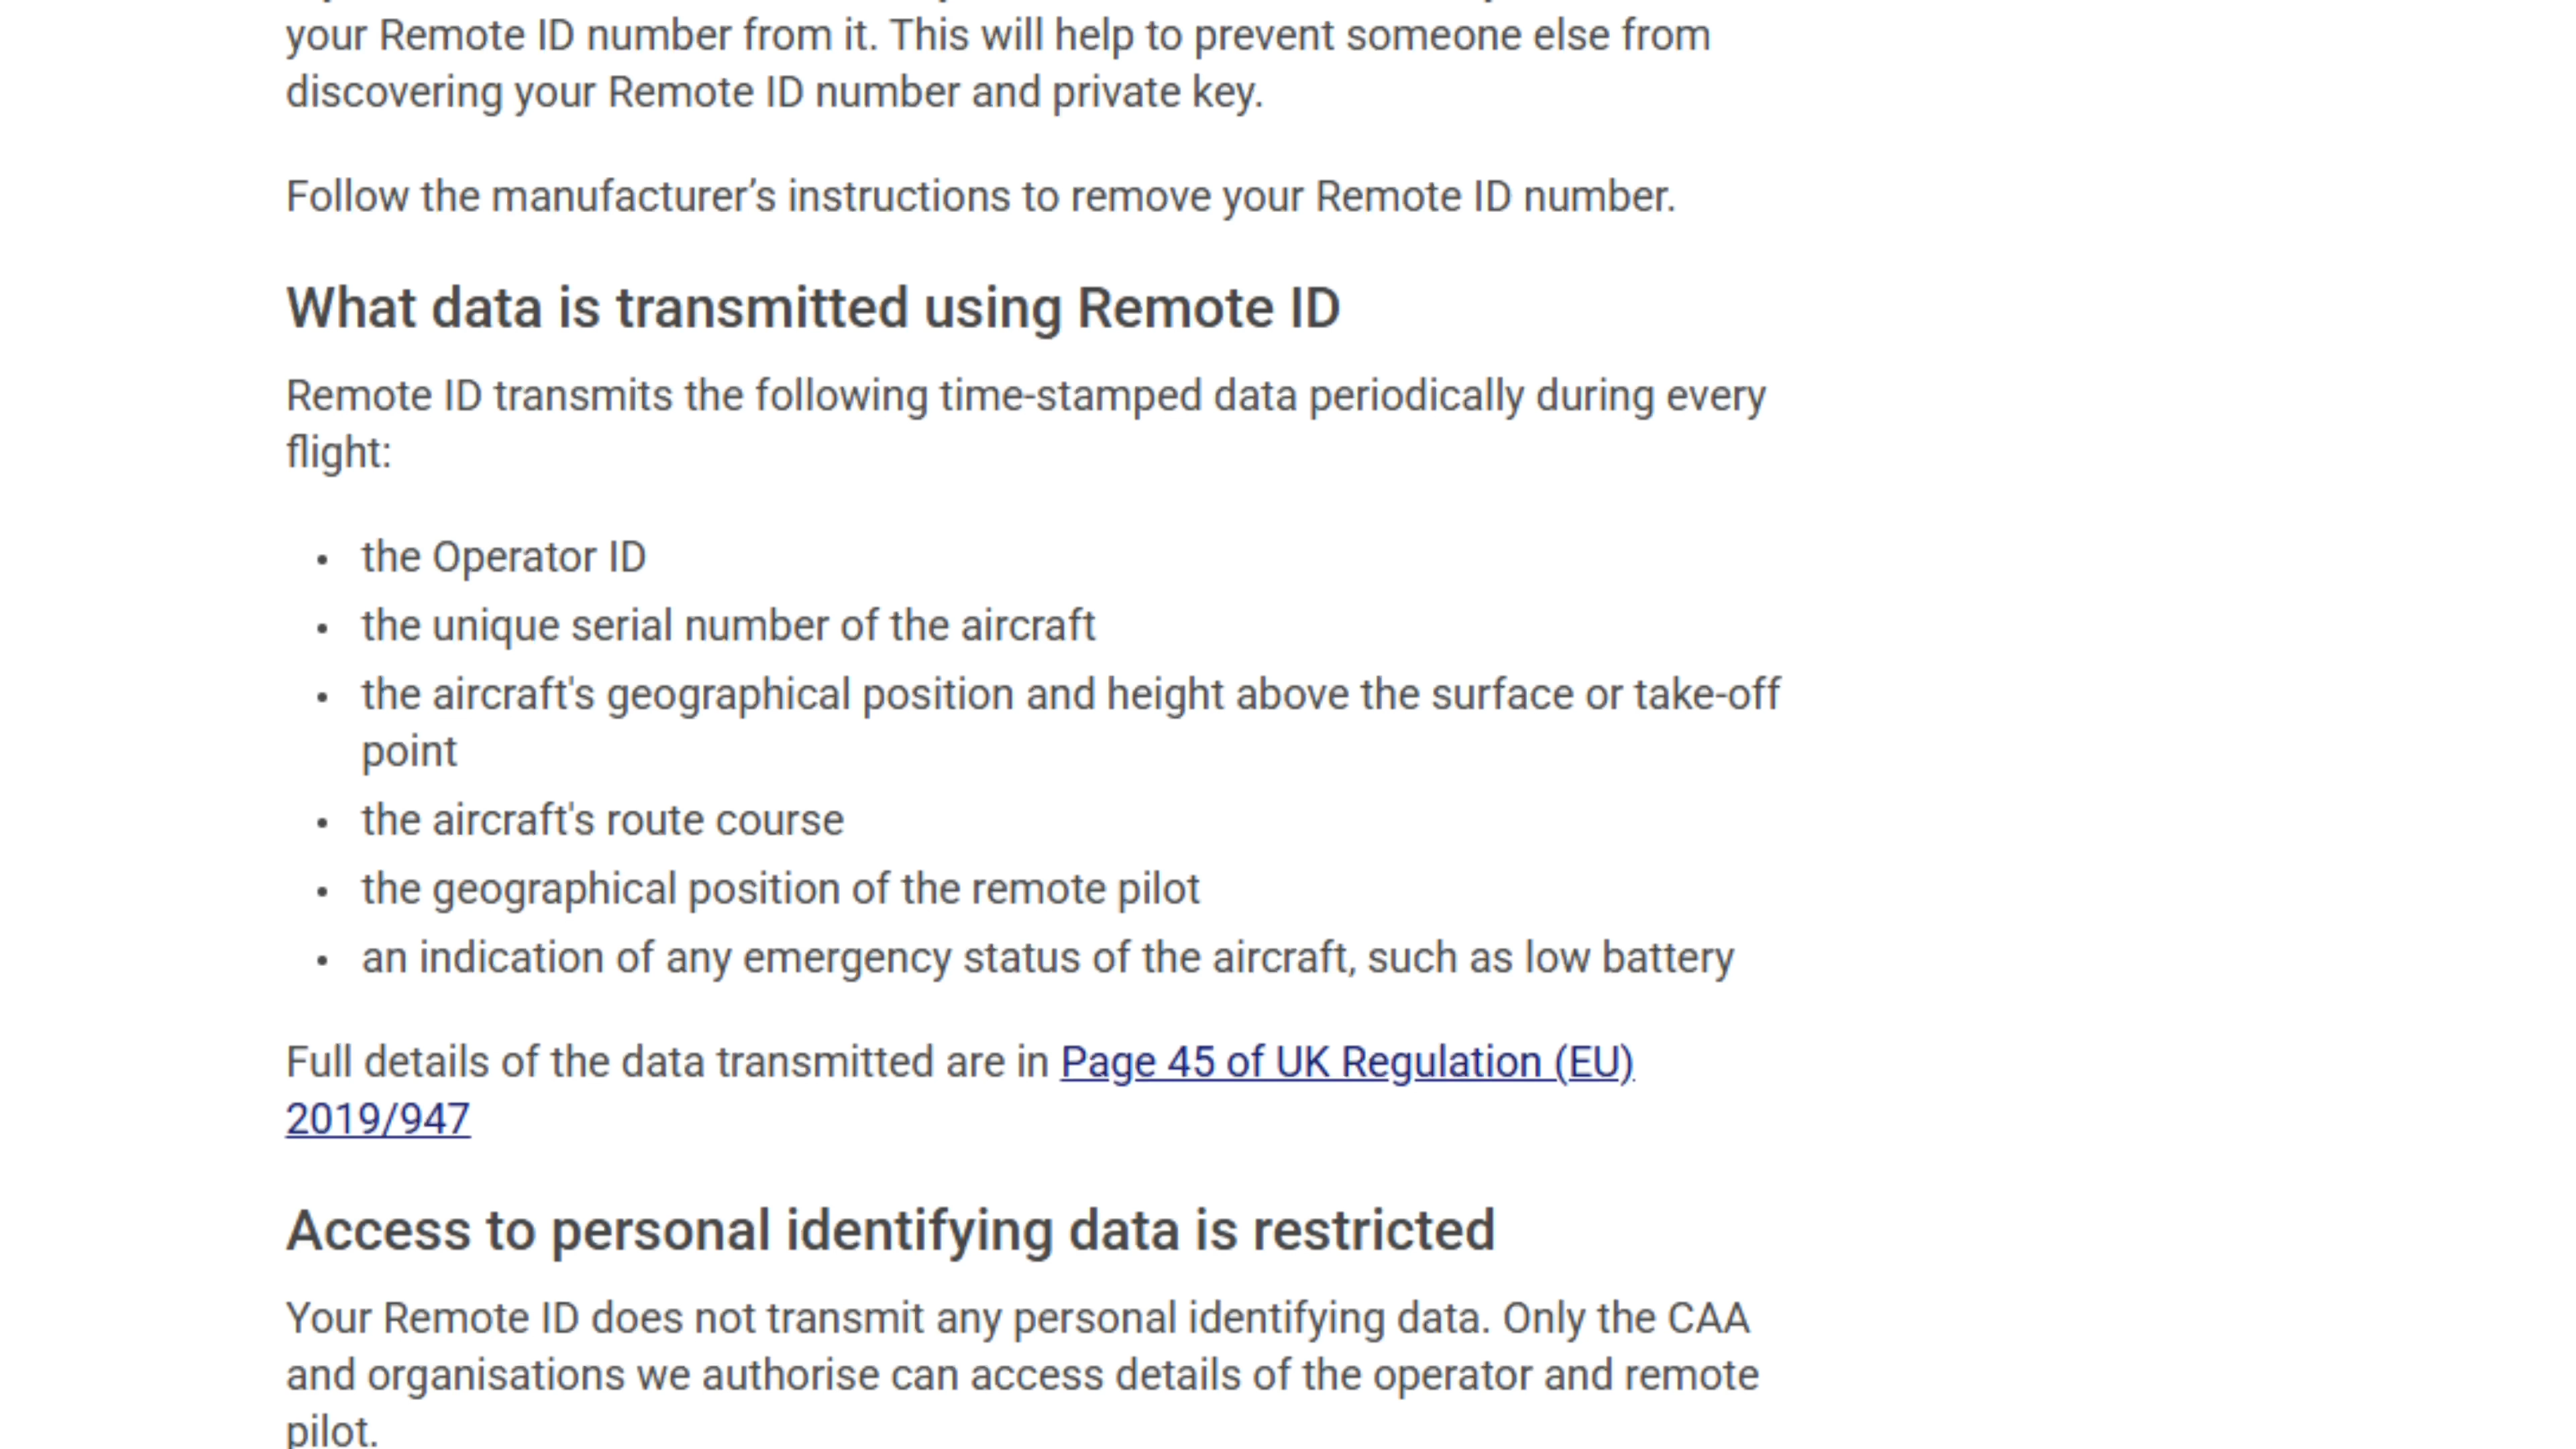 your Remote ID number from it. This will help to prevent someone else from
discovering your Remote ID number and private key.
Follow the manufacturer’s instructions to remove your Remote ID number.
What data is transmitted using Remote ID
Remote ID transmits the following time-stamped data periodically during every
flight:
• the Operator ID
• the unique serial number of the aircraft
• the aircraft's geographical position and height above the surface or take-off
point
• the aircraft's route course
• the geographical position of the remote pilot
• an indication of any emergency status of the aircraft, such as low battery
Full details of the data transmitted are in Page 45 of UK Regulation (EU)
2019/947
Access to personal identifying data is restricted
Your Remote ID does not transmit any personal identifying data. Only the CAA
and organisations we authorise can access details of the operator and remote
pilot.